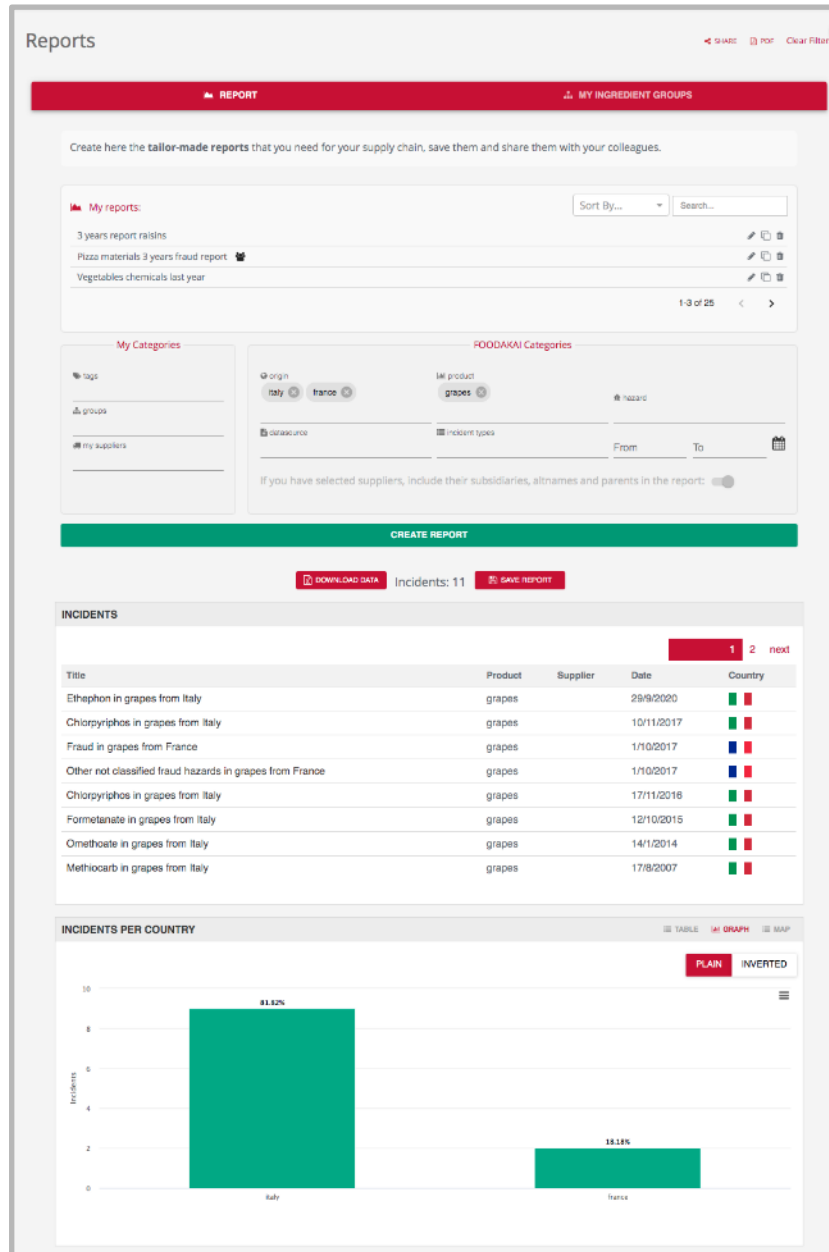 Reports
SHARE PDF Clear Filter
REPORT MY INGREDIENT GROUPS
Create here the tailor-made reports that you need for your supply chain, save them and share them with your colleagues.
My reports: Sort By... Search...
3 years report raisins
Pizza materials 3 years fraud report
Vegetables chemicals last year
1-3 of 25 < >
My Categories FOODAKAI Categories
tags origin product hazard
italy france grapes
groups
my suppliers datasource incident types From To
If you have selected suppliers, include their subsidiaries, altnames and parents in the report:
CREATE REPORT
DOWNLOAD DATA Incidents: 11 SAVE REPORT
INCIDENTS
1 2 next
Title Product Supplier Date Country
Ethephon in grapes from Italy grapes 29/9/2020
Chlorpyriphos in grapes from Italy grapes 10/11/2017
Fraud in grapes from France grapes 1/10/2017
Other not classified fraud hazards in grapes from France grapes 1/10/2017
Chlorpyriphos in grapes from Italy grapes 17/11/2016
Formetanate in grapes from Italy grapes 12/10/2015
Omethoate in grapes from Italy grapes 14/1/2014
Methiocarb in grapes from Italy grapes 17/8/2007
INCIDENTS PER COUNTRY TABLE GRAPH MAP
PLAIN INVERTED
10
81.82%
8
6
Incidents
4
18.18%
2
0
italy france